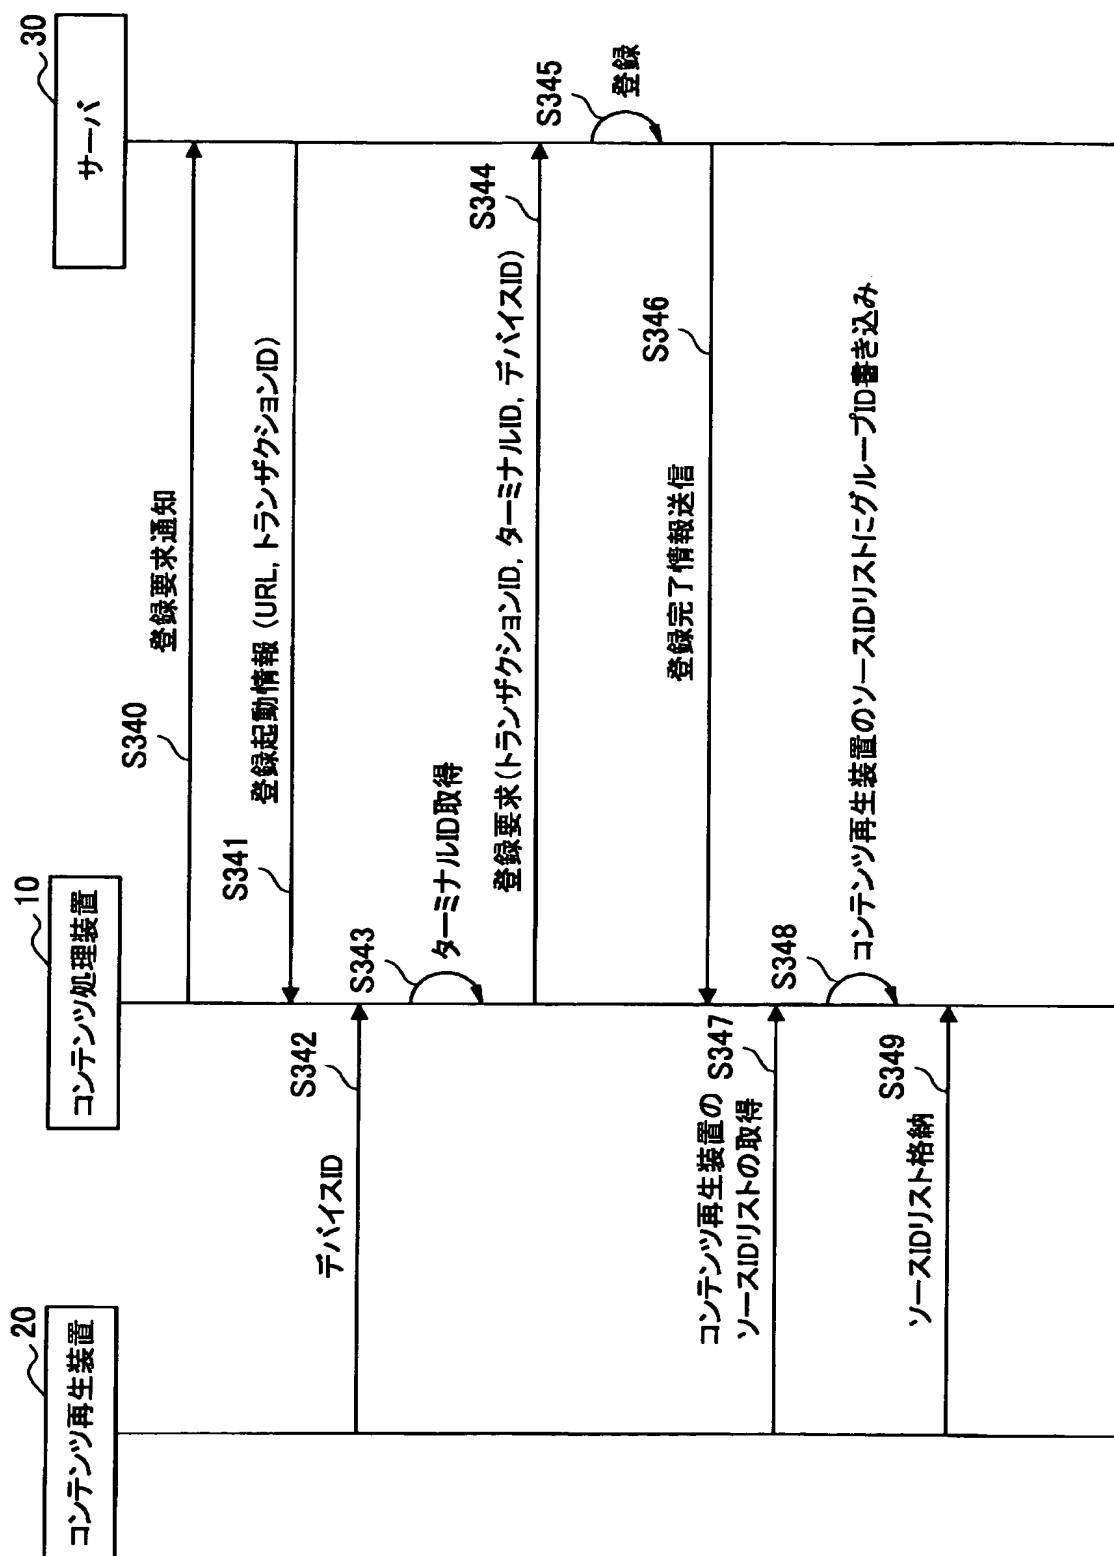 20
コンテンツ再生装置
10
コンテンツ処理装置
30
サーバ
S340
登録要求通知
S341
登録起動情報 (URL, トランザクションID)
S342
デバイスID
S343
ターミナルID取得
S344
登録要求(トランザクションID, ターミナルID, デバイスID)
S345
登録
S346
登録完了情報送信
S347
コンテンツ再生装置の
ソースIDリストの取得
S348
コンテンツ再生装置のソースIDリストにグループID書き込み
S349
ソースIDリスト格納